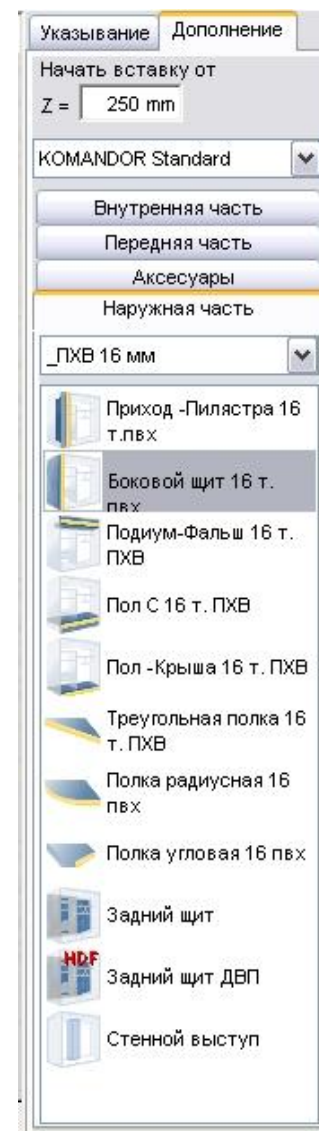 Указывание Дополнение
Начать вставку от
Z = 250 mm
KOMANDOR Standard
Внутренняя часть
Передняя часть
Аксесуары
Наружная часть
_ПХВ 16 мм
Приход -Пилястра 16
т.пвх
Боковой щит 16 т.
пвх
Подиум-Фальш 16 т.
ПХВ
Пол С 16 т. ПХВ
Пол -Крыша 16 т. ПХВ
Треугольная полка 16
т. ПХВ
Полка радиусная 16
пвх
Полка угловая 16 пвх
Задний щит
HDF
Задний щит ДВП
Стенной выступ